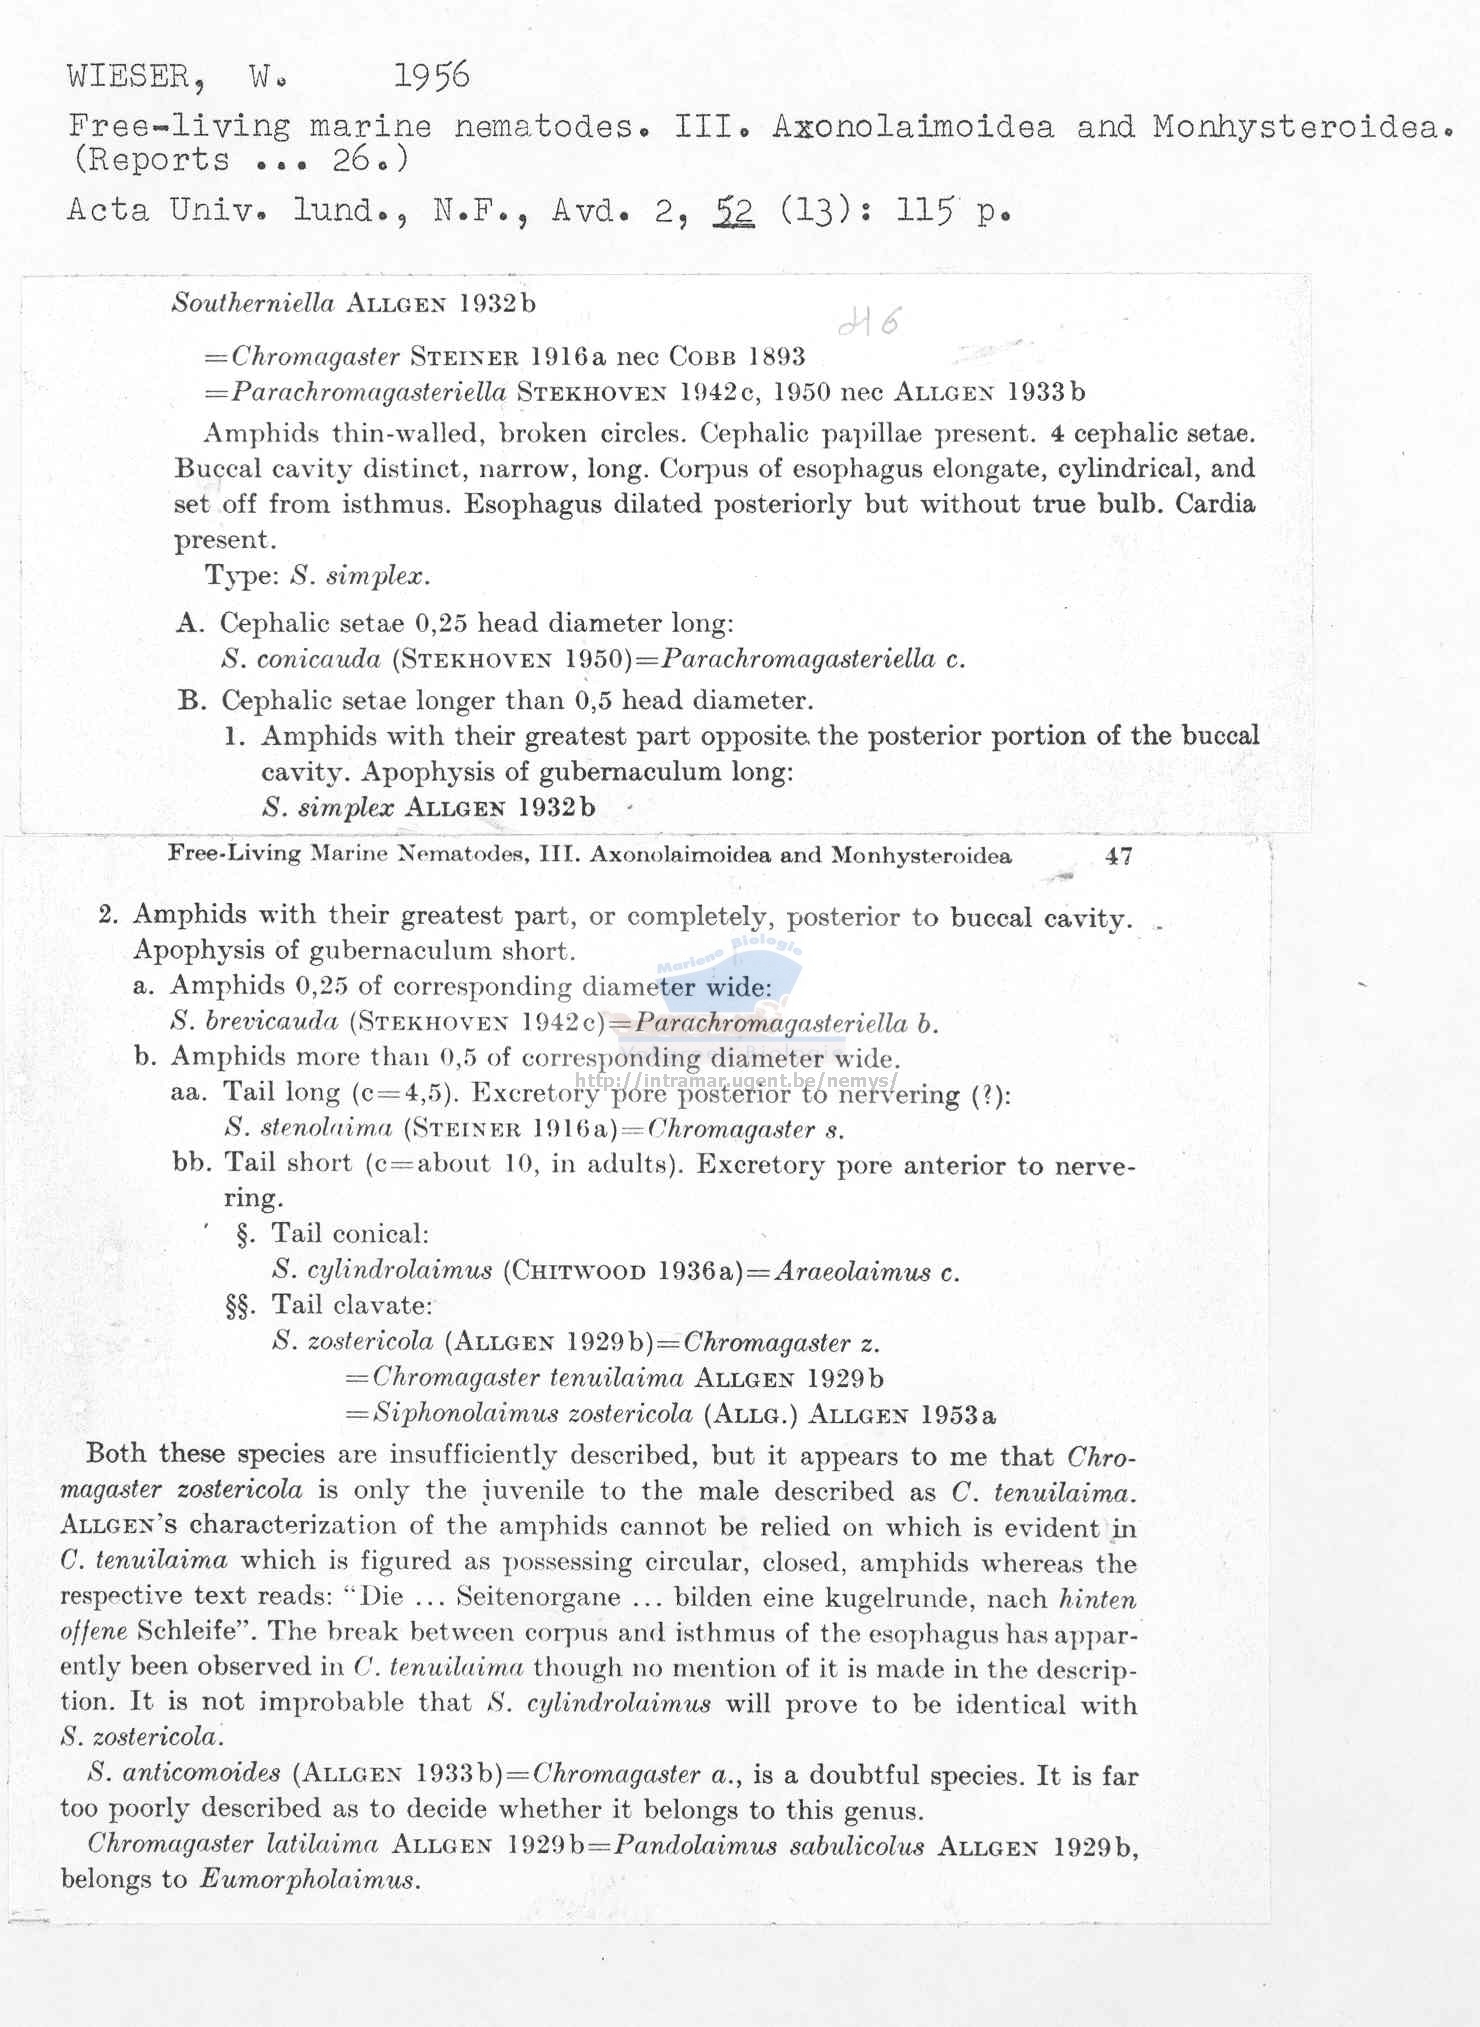 WIESER, W. 1956
Free-living marine nematodes. III. Axonolaimoidea and Monhysteroidea.
(Reports ... 26.)
Acta Univ. lund., N.F., Avd. 2, 52 (13): 115 p.
Southerniella ALLGEN 1932b
46
=Chromagaster STEINER 1916a nec COBB 1893
=Parachromagasteriella STEKHOVEN 1942c, 1950 nec ALLGEN 1933b
Amphids thin-walled, broken circles. Cephalic papillae present. 4 cephalic setae.
Buccal cavity distinct, narrow, long. Corpus of esophagus elongate, cylindrical, and
set off from isthmus. Esophagus dilated posteriorly but without true bulb. Cardia
present.
Type: S. simplex.
A. Cephalic setae 0,25 head diameter long:
S. conicauda (STEKHOVEN 1950)=Parachromagasteriella c.
B. Cephalic setae longer than 0,5 head diameter.
1. Amphids with their greatest part opposite the posterior portion of the buccal
cavity. Apophysis of gubernaculum long:
S. simplex ALLGEN 1932b
Free-Living Marine Nematodes, III. Axonolaimoidea and Monhysteroidea 47
2. Amphids with their greatest part, or completely, posterior to buccal cavity.
Apophysis of gubernaculum short.
Mariene Biologie
a. Amphids 0,25 of corresponding diameter wide:
S. brevicauda (STEKHOVEN 1942c)=Parachromagasteriella b.
b. Amphids more than 0,5 of corresponding diameter wide.
http://intramar.ugent.be/nemys/
aa. Tail long (c=4,5). Excretory pore posterior to nervering (?):
S. stenolaima (STEINER 1916a)=Chromagaster s.
bb. Tail short (c=about 10, in adults). Excretory pore anterior to nerve-
ring.
§. Tail conical:
S. cylindrolaimus (CHITWOOD 1936a)=Araeolaimus c.
§§. Tail clavate:
S. zostericola (ALLGEN 1929b)=Chromagaster z.
=Chromagaster tenuilaima ALLGEN 1929b
=Siphonolaimus zostericola (ALLG.) ALLGEN 1953a
Both these species are insufficiently described, but it appears to me that Chro-
magaster zostericola is only the juvenile to the male described as C. tenuilaima.
ALLGEN'S characterization of the amphids cannot be relied on which is evident in
C. tenuilaima which is figured as possessing circular, closed, amphids whereas the
respective text reads: "Die ... Seitenorgane ... bilden eine kugelrunde, nach hinten
offene Schleife". The break between corpus and isthmus of the esophagus has appar-
ently been observed in C. tenuilaima though no mention of it is made in the descrip-
tion. It is not improbable that S. cylindrolaimus will prove to be identical with
S. zostericola.
S. anticomoides (ALLGEN 1933b)=Chromagaster a., is a doubtful species. It is far
too poorly described as to decide whether it belongs to this genus.
Chromagaster latilaima ALLGEN 1929b=Pandolaimus sabulicolus ALLGEN 1929b,
belongs to Eumorpholaimus.